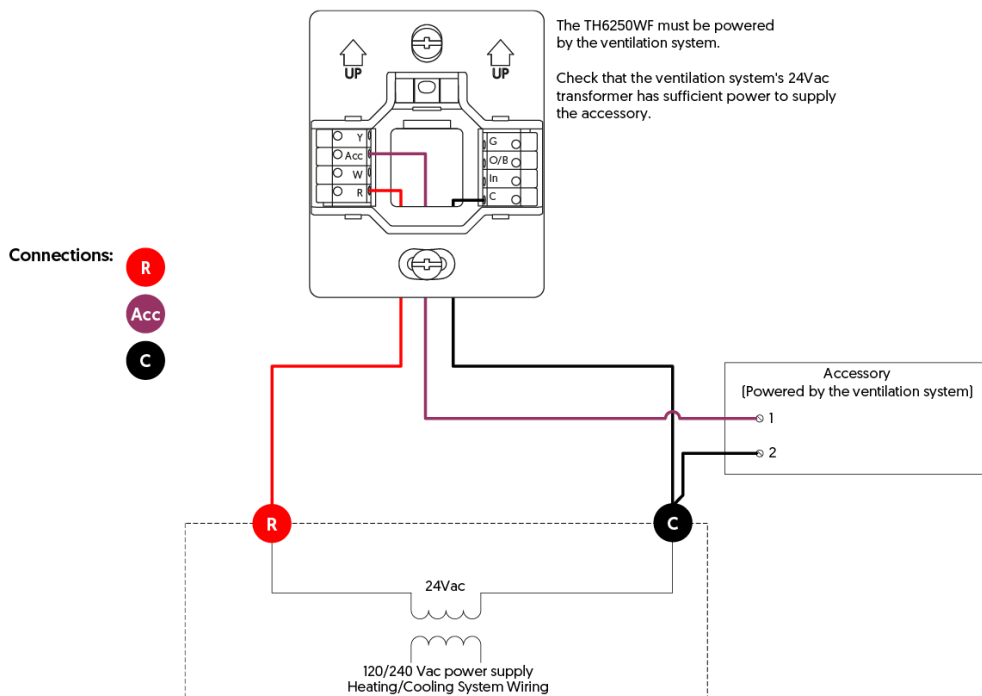 The TH6250WF must be powered
by the ventilation system.
Check that the ventilation system's 24Vac
transformer has sufficient power to supply
the accessory.
UP
UP
Y
Acc
W
R
G
O/B
In
C
Connections:
R
Acc
C
Accessory
(Powered by the ventilation system)
1
2
R
C
24Vac
120/240 Vac power supply
Heating/Cooling System Wiring